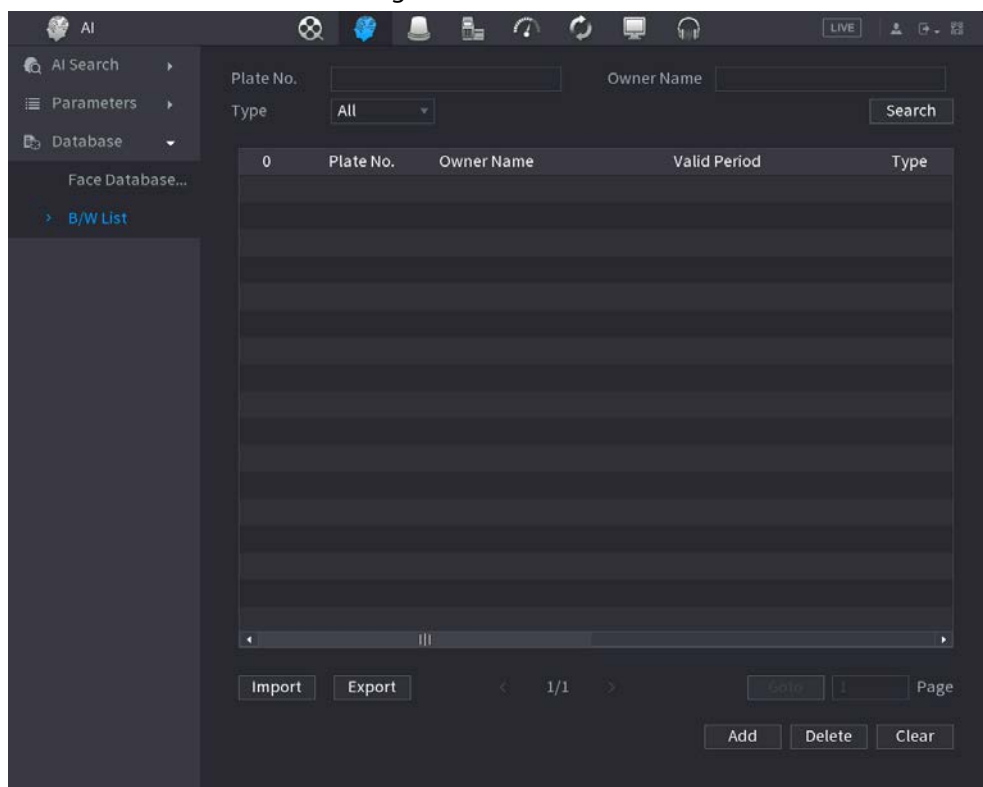 AI
LIVE
AI Search
Parameters
Database
Face Database...
B/W List
Plate No.
Owner Name
Type
All
Search
0 Plate No. Owner Name Valid Period Type
Import
Export
1/1
Goto
1
Page
Add
Delete
Clear